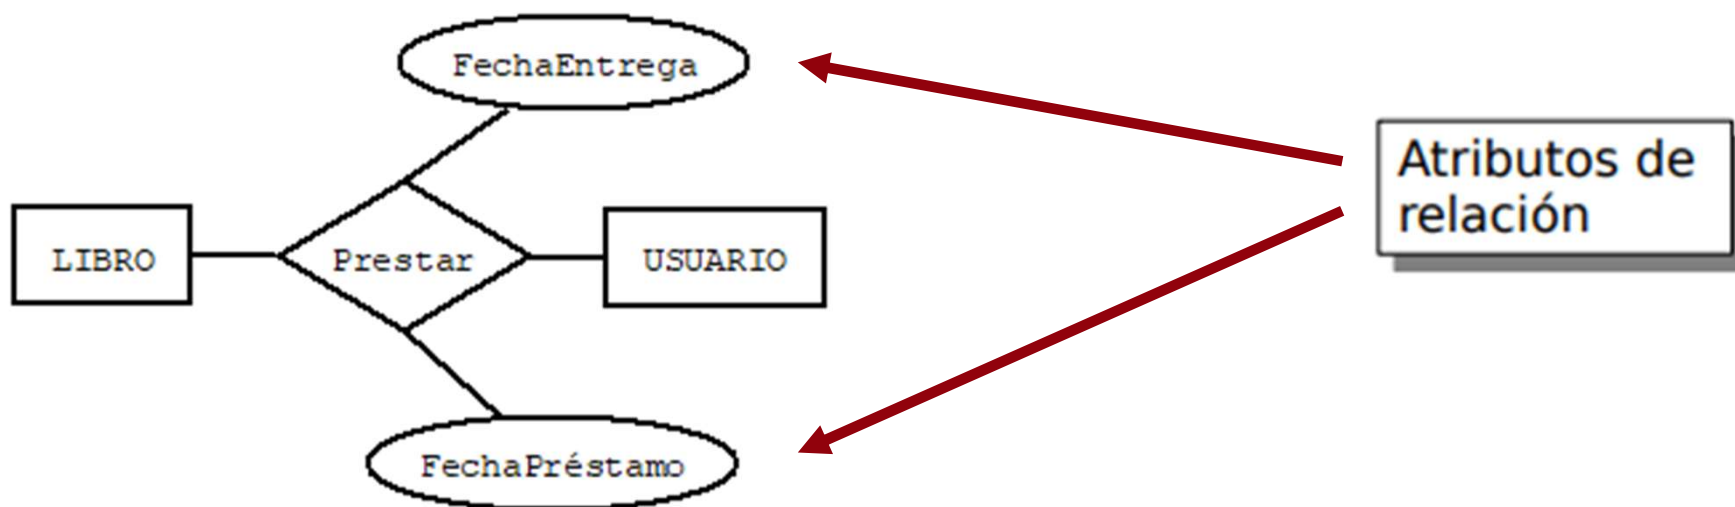 FechaEntrega
Atributos de
relación
LIBRO
Prestar
USUARIO
FechaPréstamo